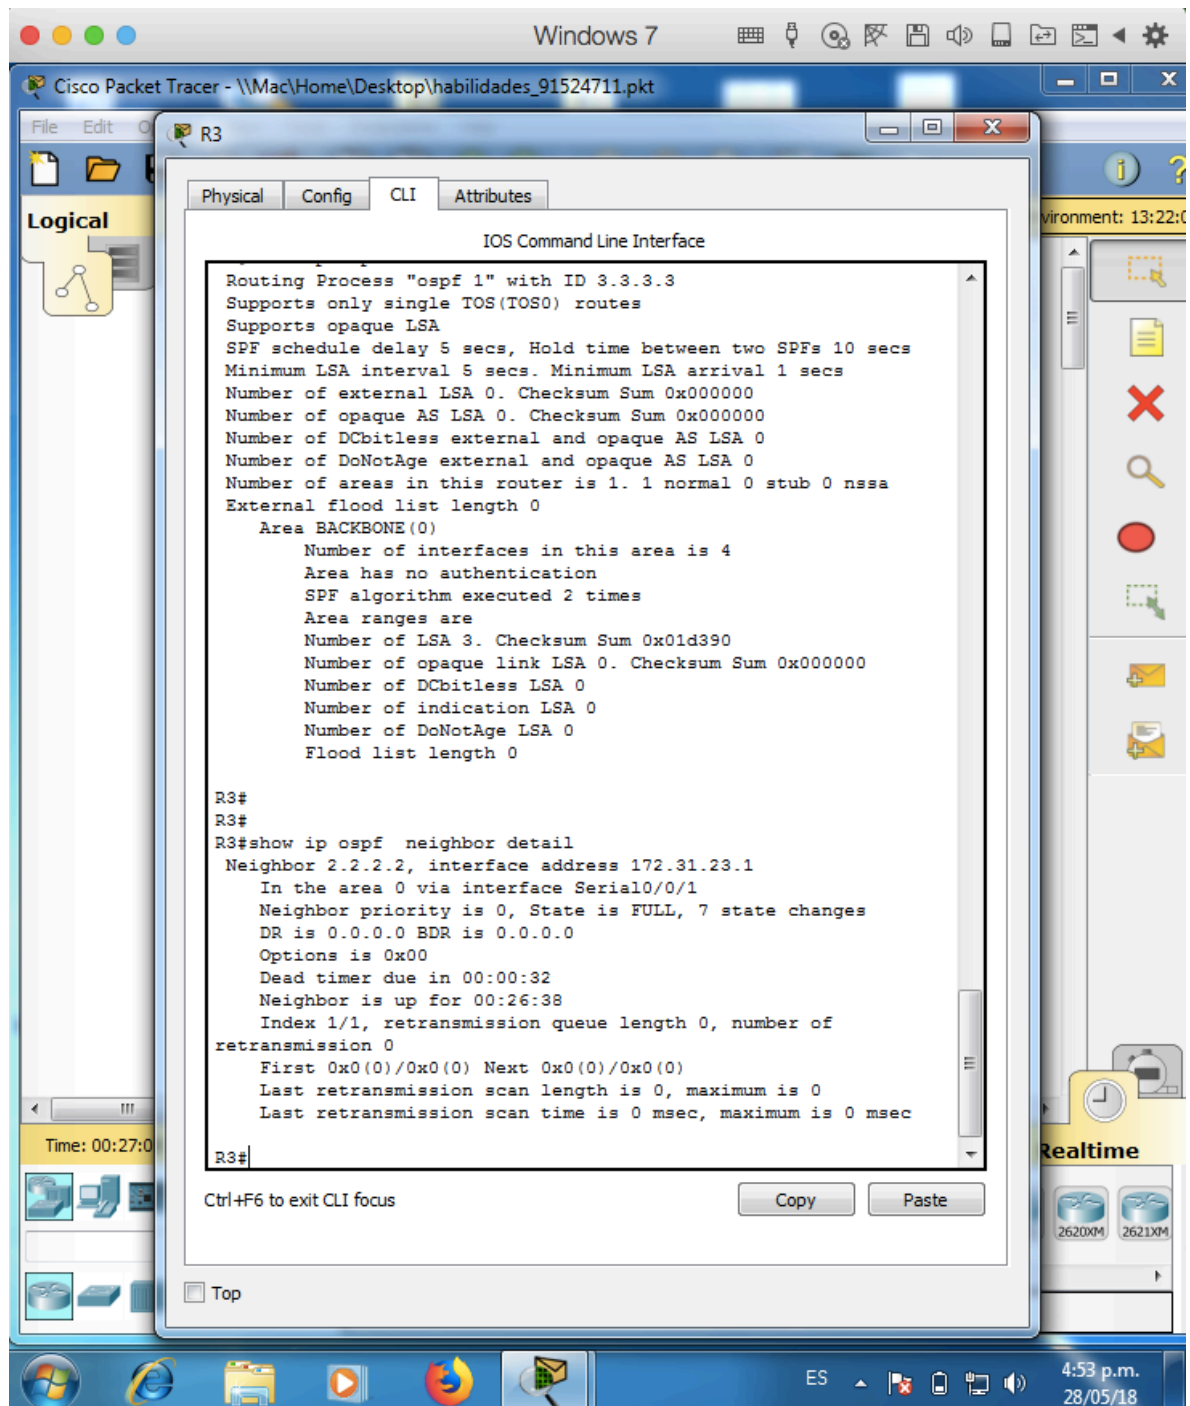 Windows 7
Cisco Packet Tracer - \\Mac\Home\Desktop\habilidades_91524711.pkt
File Edit
R3
Physical Config CLI Attributes
Logical
vironment: 13:22:0
IOS Command Line Interface
Routing Process "ospf 1" with ID 3.3.3.3
Supports only single TOS(TOS0) routes
Supports opaque LSA
SPF schedule delay 5 secs, Hold time between two SPFs 10 secs
Minimum LSA interval 5 secs. Minimum LSA arrival 1 secs
Number of external LSA 0. Checksum Sum 0x000000
Number of opaque AS LSA 0. Checksum Sum 0x000000
Number of DCbitless external and opaque AS LSA 0
Number of DoNotAge external and opaque AS LSA 0
Number of areas in this router is 1. 1 normal 0 stub 0 nssa
External flood list length 0
Area BACKBONE(0)
Number of interfaces in this area is 4
Area has no authentication
SPF algorithm executed 2 times
Area ranges are
Number of LSA 3. Checksum Sum 0x01d390
Number of opaque link LSA 0. Checksum Sum 0x000000
Number of DCbitless LSA 0
Number of indication LSA 0
Number of DoNotAge LSA 0
Flood list length 0
R3#
R3#
R3#show ip ospf  neighbor detail
Neighbor 2.2.2.2, interface address 172.31.23.1
In the area 0 via interface Serial0/0/1
Neighbor priority is 0, State is FULL, 7 state changes
DR is 0.0.0.0 BDR is 0.0.0.0
Options is 0x00
Dead timer due in 00:00:32
Neighbor is up for 00:26:38
Index 1/1, retransmission queue length 0, number of
retransmission 0
First 0x0(0)/0x0(0) Next 0x0(0)/0x0(0)
Last retransmission scan length is 0, maximum is 0
Last retransmission scan time is 0 msec, maximum is 0 msec
R3#
Time: 00:27:0
Realtime
Ctrl+F6 to exit CLI focus
Copy Paste
2620XM 2621XM
Top
ES
4:53 p.m.
28/05/18